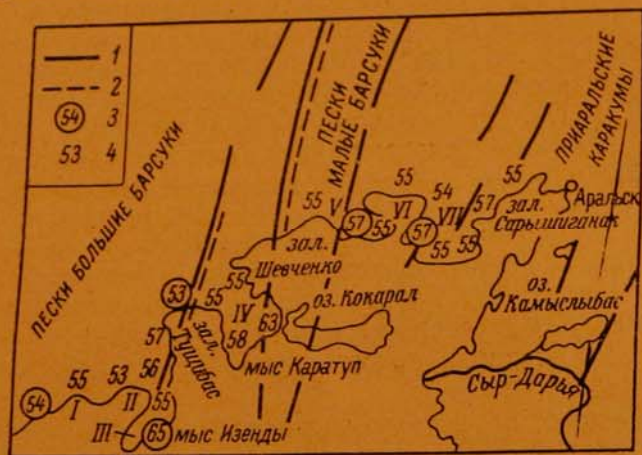 1
2
54 3
53 4
ПЕСКИ БОЛЬШИЕ БАРСУКИ
ПЕСКИ
МАЛЫЕ БАРСУКИ
ПРИАРАЛЬСКИЕ
КАРАКУМЫ
55
55
54
57
55
V
57
55
VI
57
VII
55
55
зал.
Сарышиганак
Аральск
зал.
Шевченко
55
оз. Кокарал
оз.
Камыслыбас
53
55
IV
58
63
57
зал.
Тущибас
56
мыс Каратуп
Сыр-Дарья
54
55
53
I
II
55
III
65
мыс Изенды